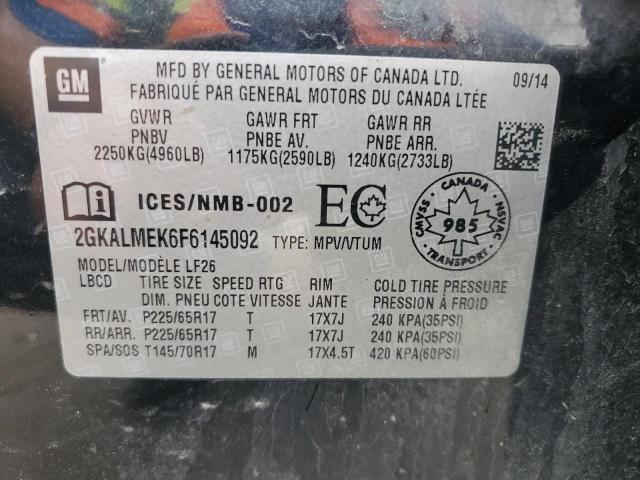 GM
MFD BY GENERAL MOTORS OF CANADA LTD.
09/14
FABRIQUÉ PAR GENERAL MOTORS DU CANADA LTÉE
GVWR GAWR FRT GAWR RR
PNBV PNBE AV. PNBE ARR.
2250KG(4960LB) 1175KG(2590LB) 1240KG(2733LB)
ICES/NMB-002 EC
CANADA
CMVSS 985 NSVAC
TRANSPORT
2GKALMEK6F6145092 TYPE: MPV/VTUM
MODEL/MODÈLE LF26
LBCD TIRE SIZE SPEED RTG RIM COLD TIRE PRESSURE
DIM. PNEU COTE VITESSE JANTE PRESSION À FROID
FRT/AV. P225/65R17 T 17X7J 240 KPA(35PSI)
RR/ARR. P225/65R17 T 17X7J 240 KPA(35PSI)
SPA/SOS T145/70R17 M 17X4.5T 420 KPA(60PSI)